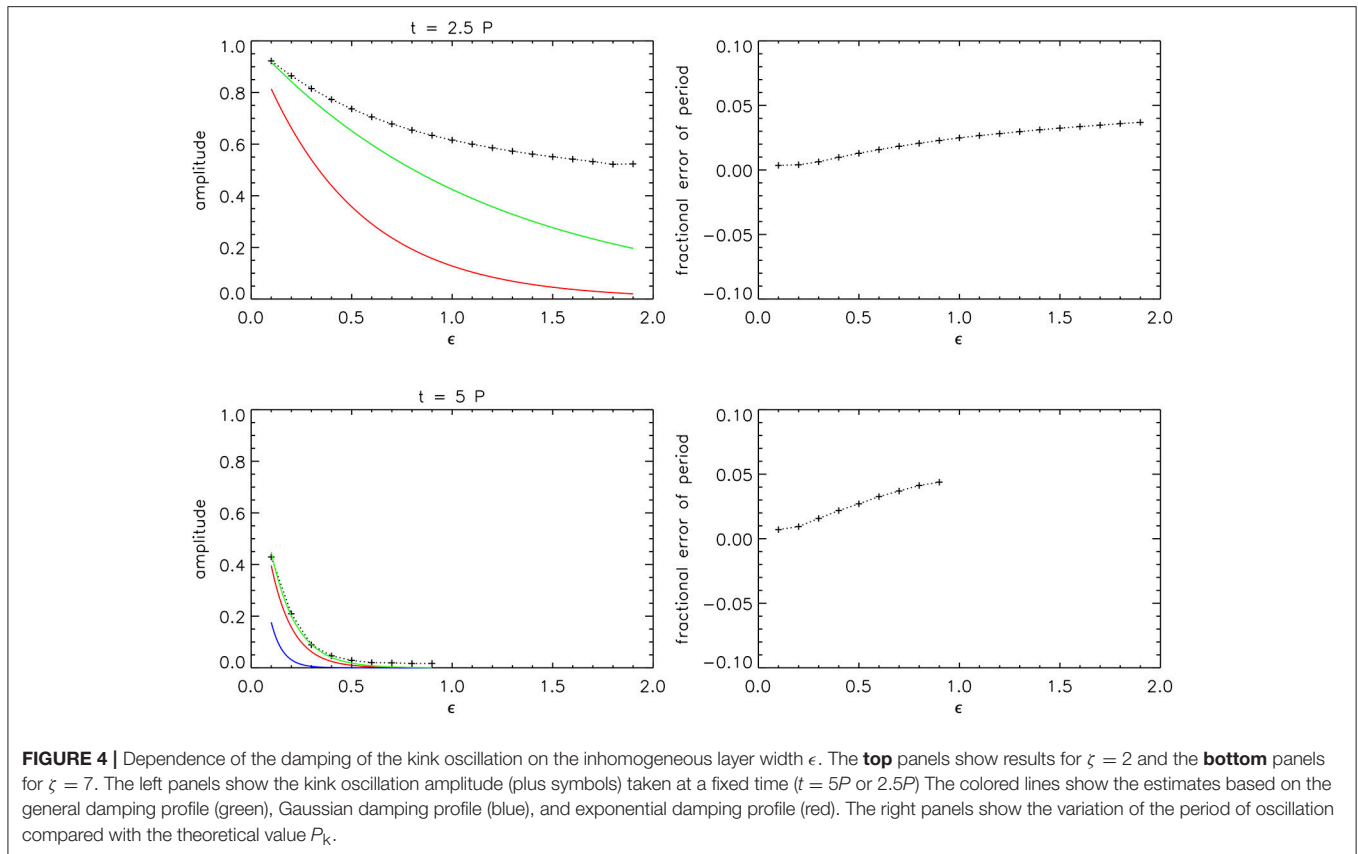 t = 2.5 P
1.0
0.8
0.6
0.4
0.2
0.0
amplitude
0.0 0.5 1.0 1.5 2.0
ϵ
0.10
0.05
0.00
−0.05
−0.10
fractional error of period
0.0 0.5 1.0 1.5 2.0
ϵ
t = 5 P
1.0
0.8
0.6
0.4
0.2
0.0
amplitude
0.0 0.5 1.0 1.5 2.0
ϵ
0.10
0.05
0.00
−0.05
−0.10
fractional error of period
0.0 0.5 1.0 1.5 2.0
ϵ
FIGURE 4 | Dependence of the damping of the kink oscillation on the inhomogeneous layer width ϵ. The top panels show results for ζ = 2 and the bottom panels
for ζ = 7. The left panels show the kink oscillation amplitude (plus symbols) taken at a fixed time (t = 5P or 2.5P) The colored lines show the estimates based on the
general damping profile (green), Gaussian damping profile (blue), and exponential damping profile (red). The right panels show the variation of the period of oscillation
compared with the theoretical value Pk.